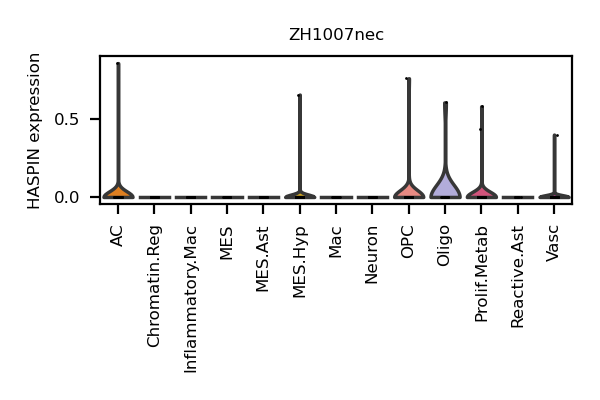 ZH1007nec
HASPIN expression
0.5
0.0
AC
Chromatin.Reg
Inflammatory.Mac
MES
MES.Ast
MES.Hyp
Mac
Neuron
OPC
Oligo
Prolif.Metab
Reactive.Ast
Vasc